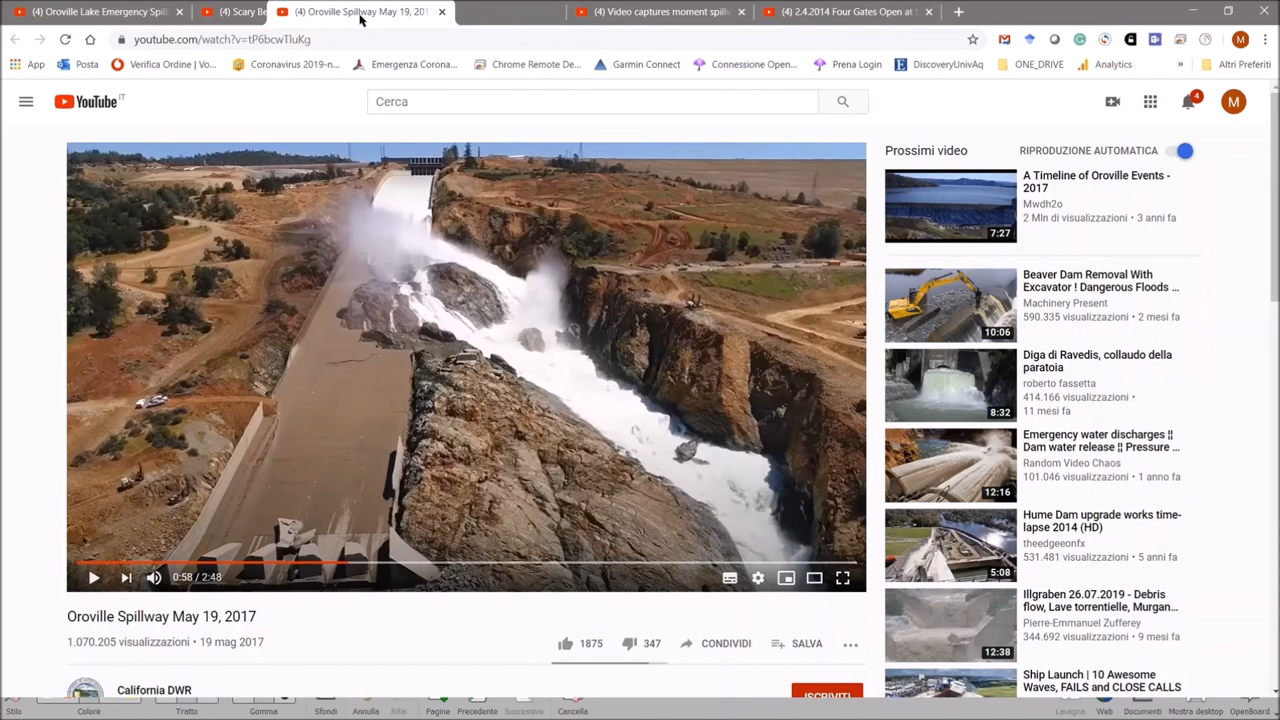 (4) Oroville Lake Emergency Spill
(4) Scary Be
(4) Oroville Spillway May 19, 201
(4) Video captures moment spillw
(4) 2.4.2014 Four Gates Open at
youtube.com/watch?v=tP6bcwTluKg
App
Posta
Verifica Ordine | Vo...
Coronavirus 2019-n...
Emergenza Corona...
Chrome Remote De...
Garmin Connect
Connessione Open...
Prena Login
DiscoveryUnivAq
ONE_DRIVE
Analytics
»
Altri Preferiti
M
YouTube IT
Cerca
4
M
Prossimi video
RIPRODUZIONE AUTOMATICA
A Timeline of Oroville Events -
2017
Mwdh2o
2 Mln di visualizzazioni • 3 anni fa
7:27
Beaver Dam Removal With
Excavator ! Dangerous Floods ...
Machinery Present
590.335 visualizzazioni • 2 mesi fa
10:06
Diga di Ravedis, collaudo della
paratoia
roberto fassetta
414.166 visualizzazioni •
11 mesi fa
8:32
Emergency water discharges ¦¦
Dam water release ¦¦ Pressure ...
Random Video Chaos
101.046 visualizzazioni • 1 anno fa
12:16
Hume Dam upgrade works time-
lapse 2014 (HD)
theedgeonfx
531.481 visualizzazioni • 5 anni fa
5:08
Illgraben 26.07.2019 - Debris
flow, Lave torrentielle, Murgan...
Pierre-Emmanuel Zufferey
344.692 visualizzazioni • 9 mesi fa
12:38
Ship Launch | 10 Awesome
Waves, FAILS and CLOSE CALLS
0:58 / 2:48
Oroville Spillway May 19, 2017
1.070.205 visualizzazioni • 19 mag 2017
1875
347
CONDIVIDI
SALVA
California DWR
ISCRIVITI
Stilo
Colore
Tratto
Gomma
Sfondi
Annulla
Rifai
Pagine
Precedente
Successivo
Cancella
Lavagna
Web
Documenti
Mostra desktop
OpenBoard